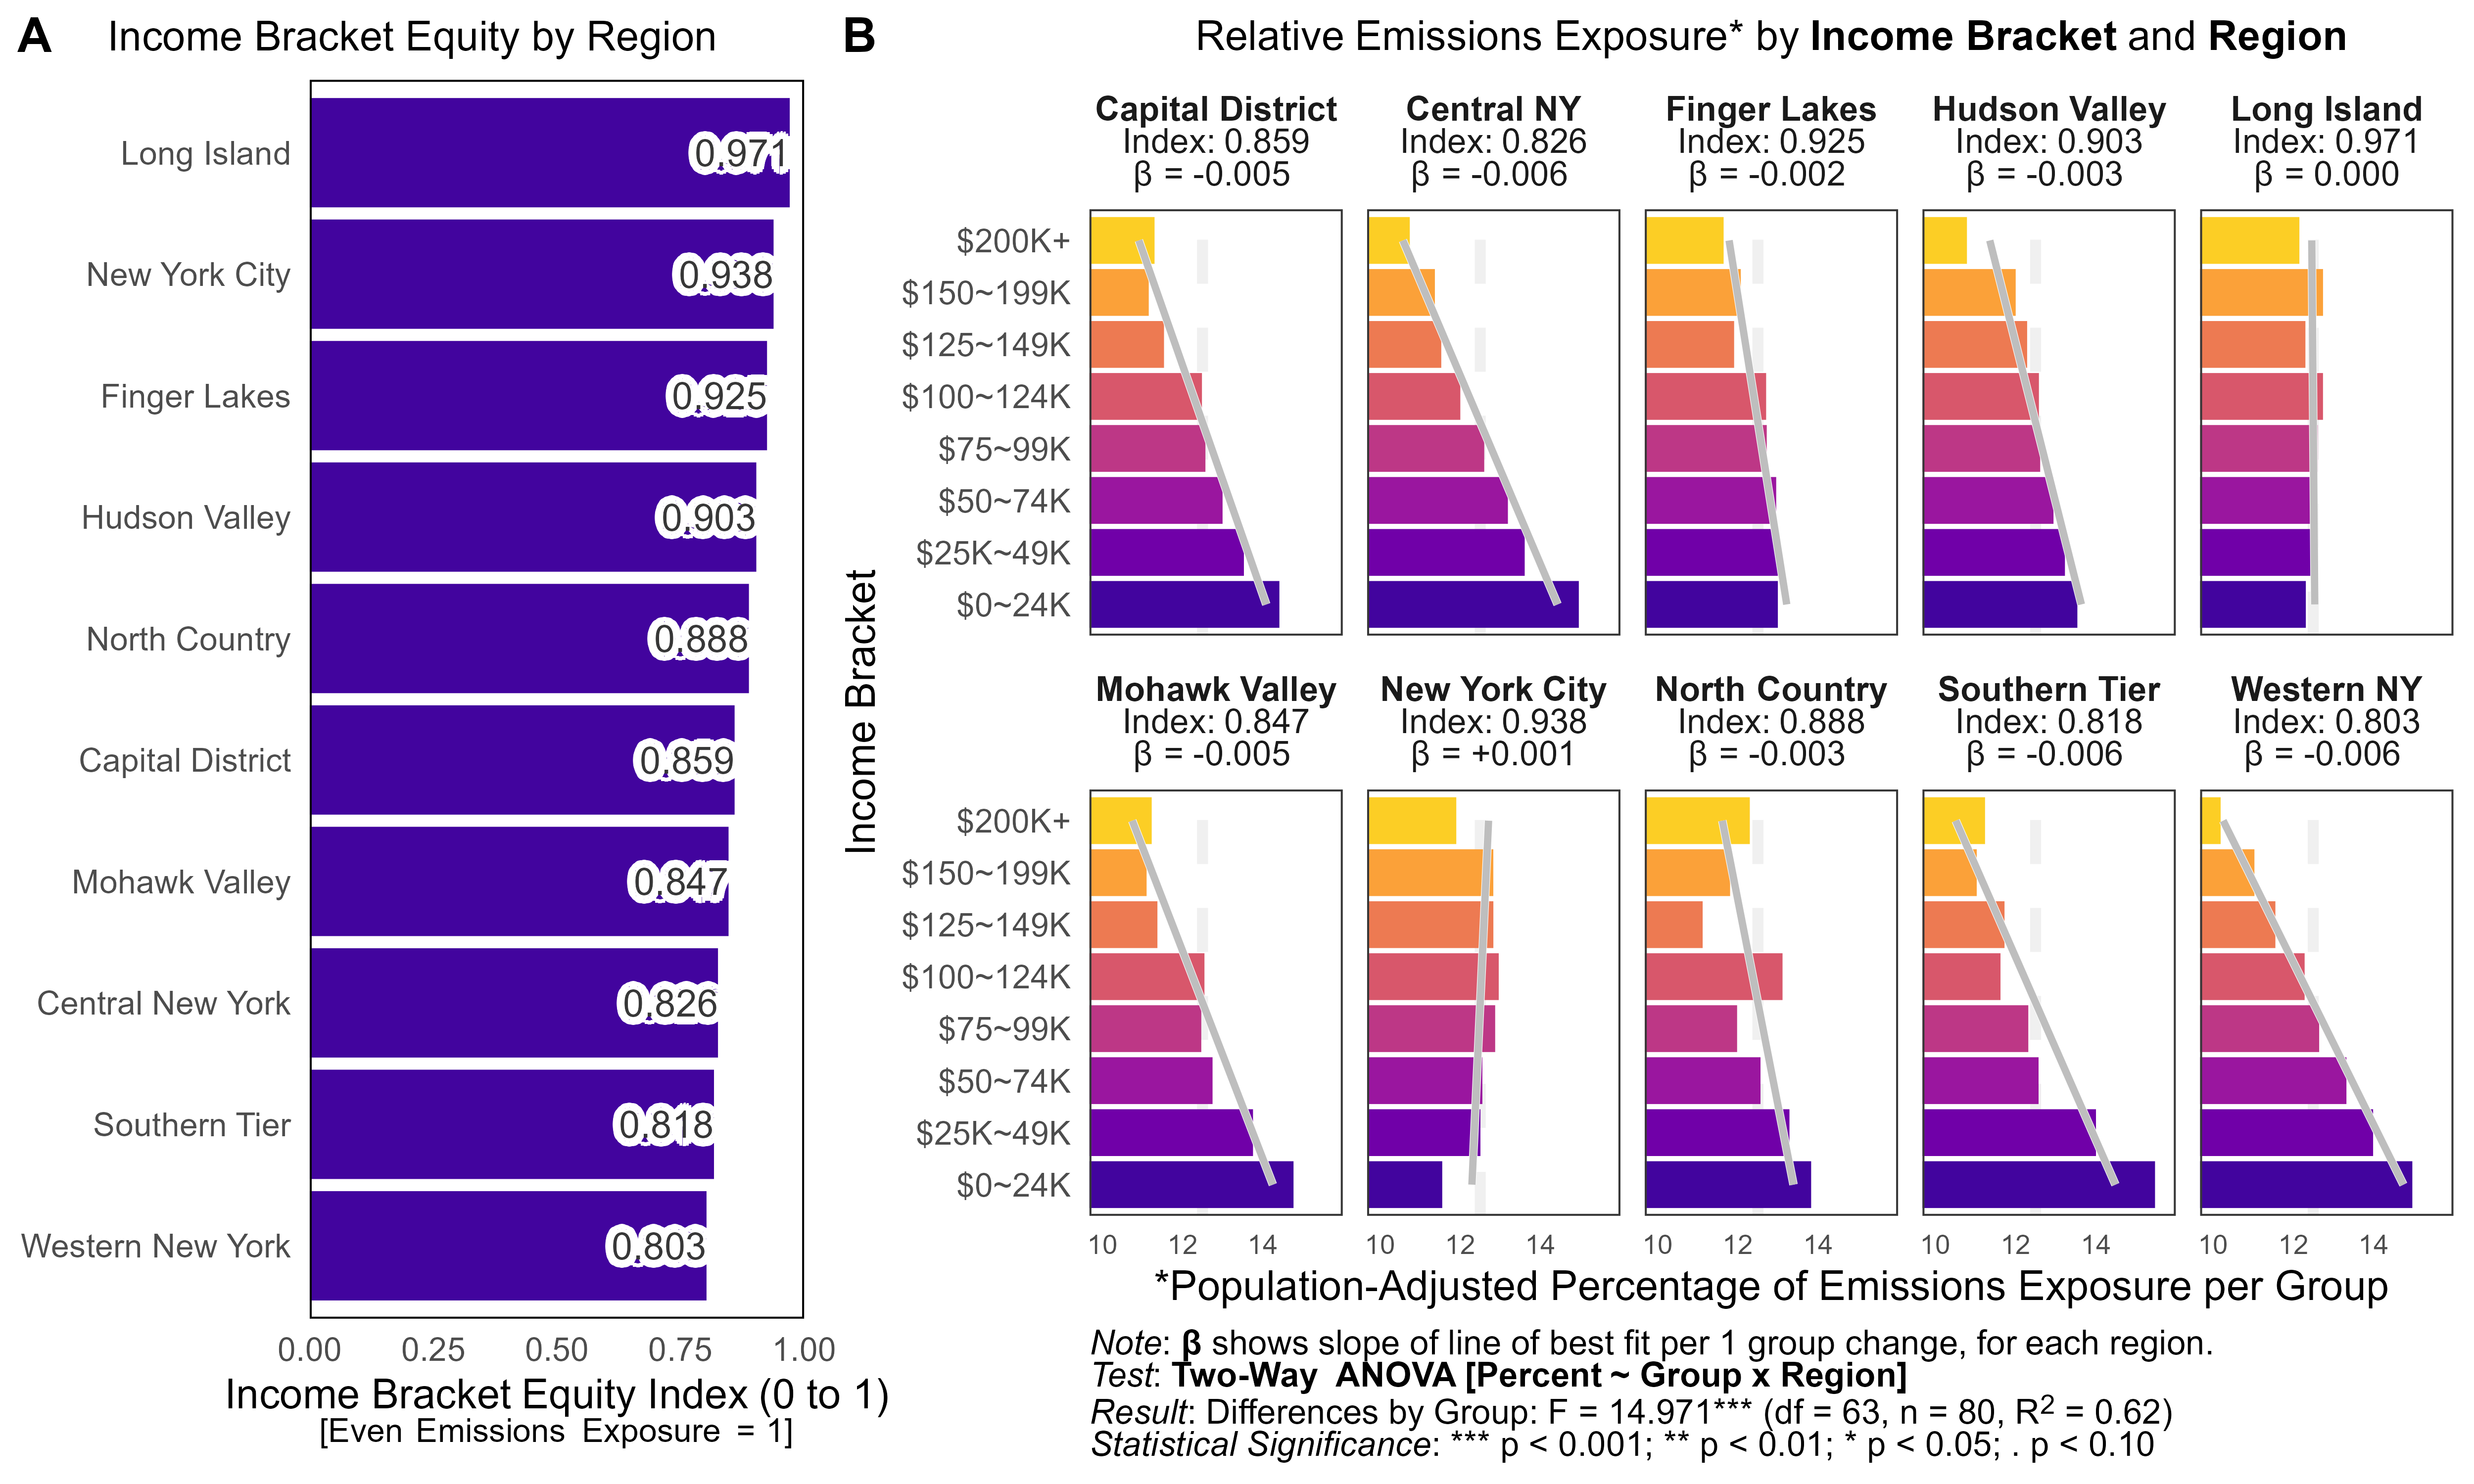 A
Income Bracket Equity by Region
Long Island
0.971
New York City
0.938
Finger Lakes
0.925
Hudson Valley
0.903
North Country
0.888
Capital District
0.859
Mohawk Valley
0.847
Central New York
0.826
Southern Tier
0.818
Western New York
0.803
0.00 0.25 0.50 0.75 1.00
Income Bracket Equity Index (0 to 1)
[Even Emissions Exposure = 1]
B
Relative Emissions Exposure* by Income Bracket and Region
Income Bracket
Capital District
Index: 0.859
β = -0.005
Central NY
Index: 0.826
β = -0.006
Finger Lakes
Index: 0.925
β = -0.002
Hudson Valley
Index: 0.903
β = -0.003
Long Island
Index: 0.971
β = 0.000
$200K+
$150~199K
$125~149K
$100~124K
$75~99K
$50~74K
$25K~49K
$0~24K
Mohawk Valley
Index: 0.847
β = -0.005
New York City
Index: 0.938
β = +0.001
North Country
Index: 0.888
β = -0.003
Southern Tier
Index: 0.818
β = -0.006
Western NY
Index: 0.803
β = -0.006
$200K+
$150~199K
$125~149K
$100~124K
$75~99K
$50~74K
$25K~49K
$0~24K
10 12 14 10 12 14 10 12 14 10 12 14 10 12 14
*Population-Adjusted Percentage of Emissions Exposure per Group
Note: β shows slope of line of best fit per 1 group change, for each region.
Test: Two-Way ANOVA [Percent ~ Group x Region]
Result: Differences by Group: F = 14.971*** (df = 63, n = 80, R² = 0.62)
Statistical Significance: *** p < 0.001; ** p < 0.01; * p < 0.05; . p < 0.10